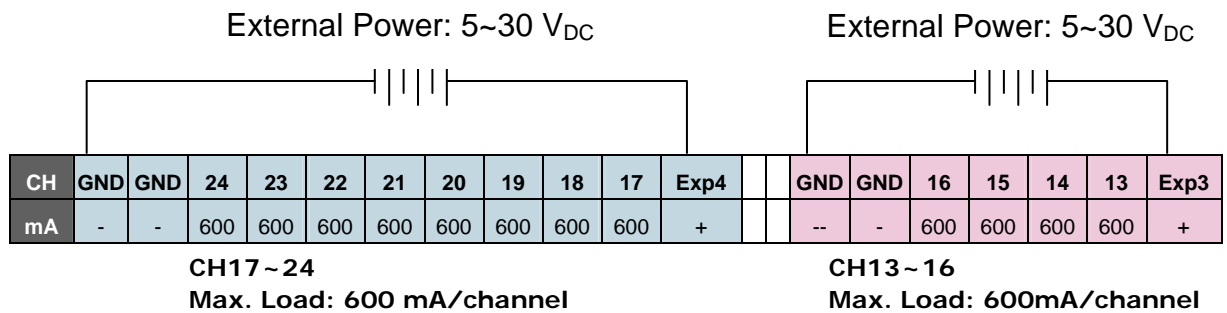 External Power: 5~30 VDC External Power: 5~30 VDC
CH GND GND 24 23 22 21 20 19 18 17 Exp4 GND GND 16 15 14 13 Exp3
mA - - 600 600 600 600 600 600 600 600 + -- - 600 600 600 600 +
CH17~24 CH13~16
Max. Load: 600 mA/channel Max. Load: 600mA/channel